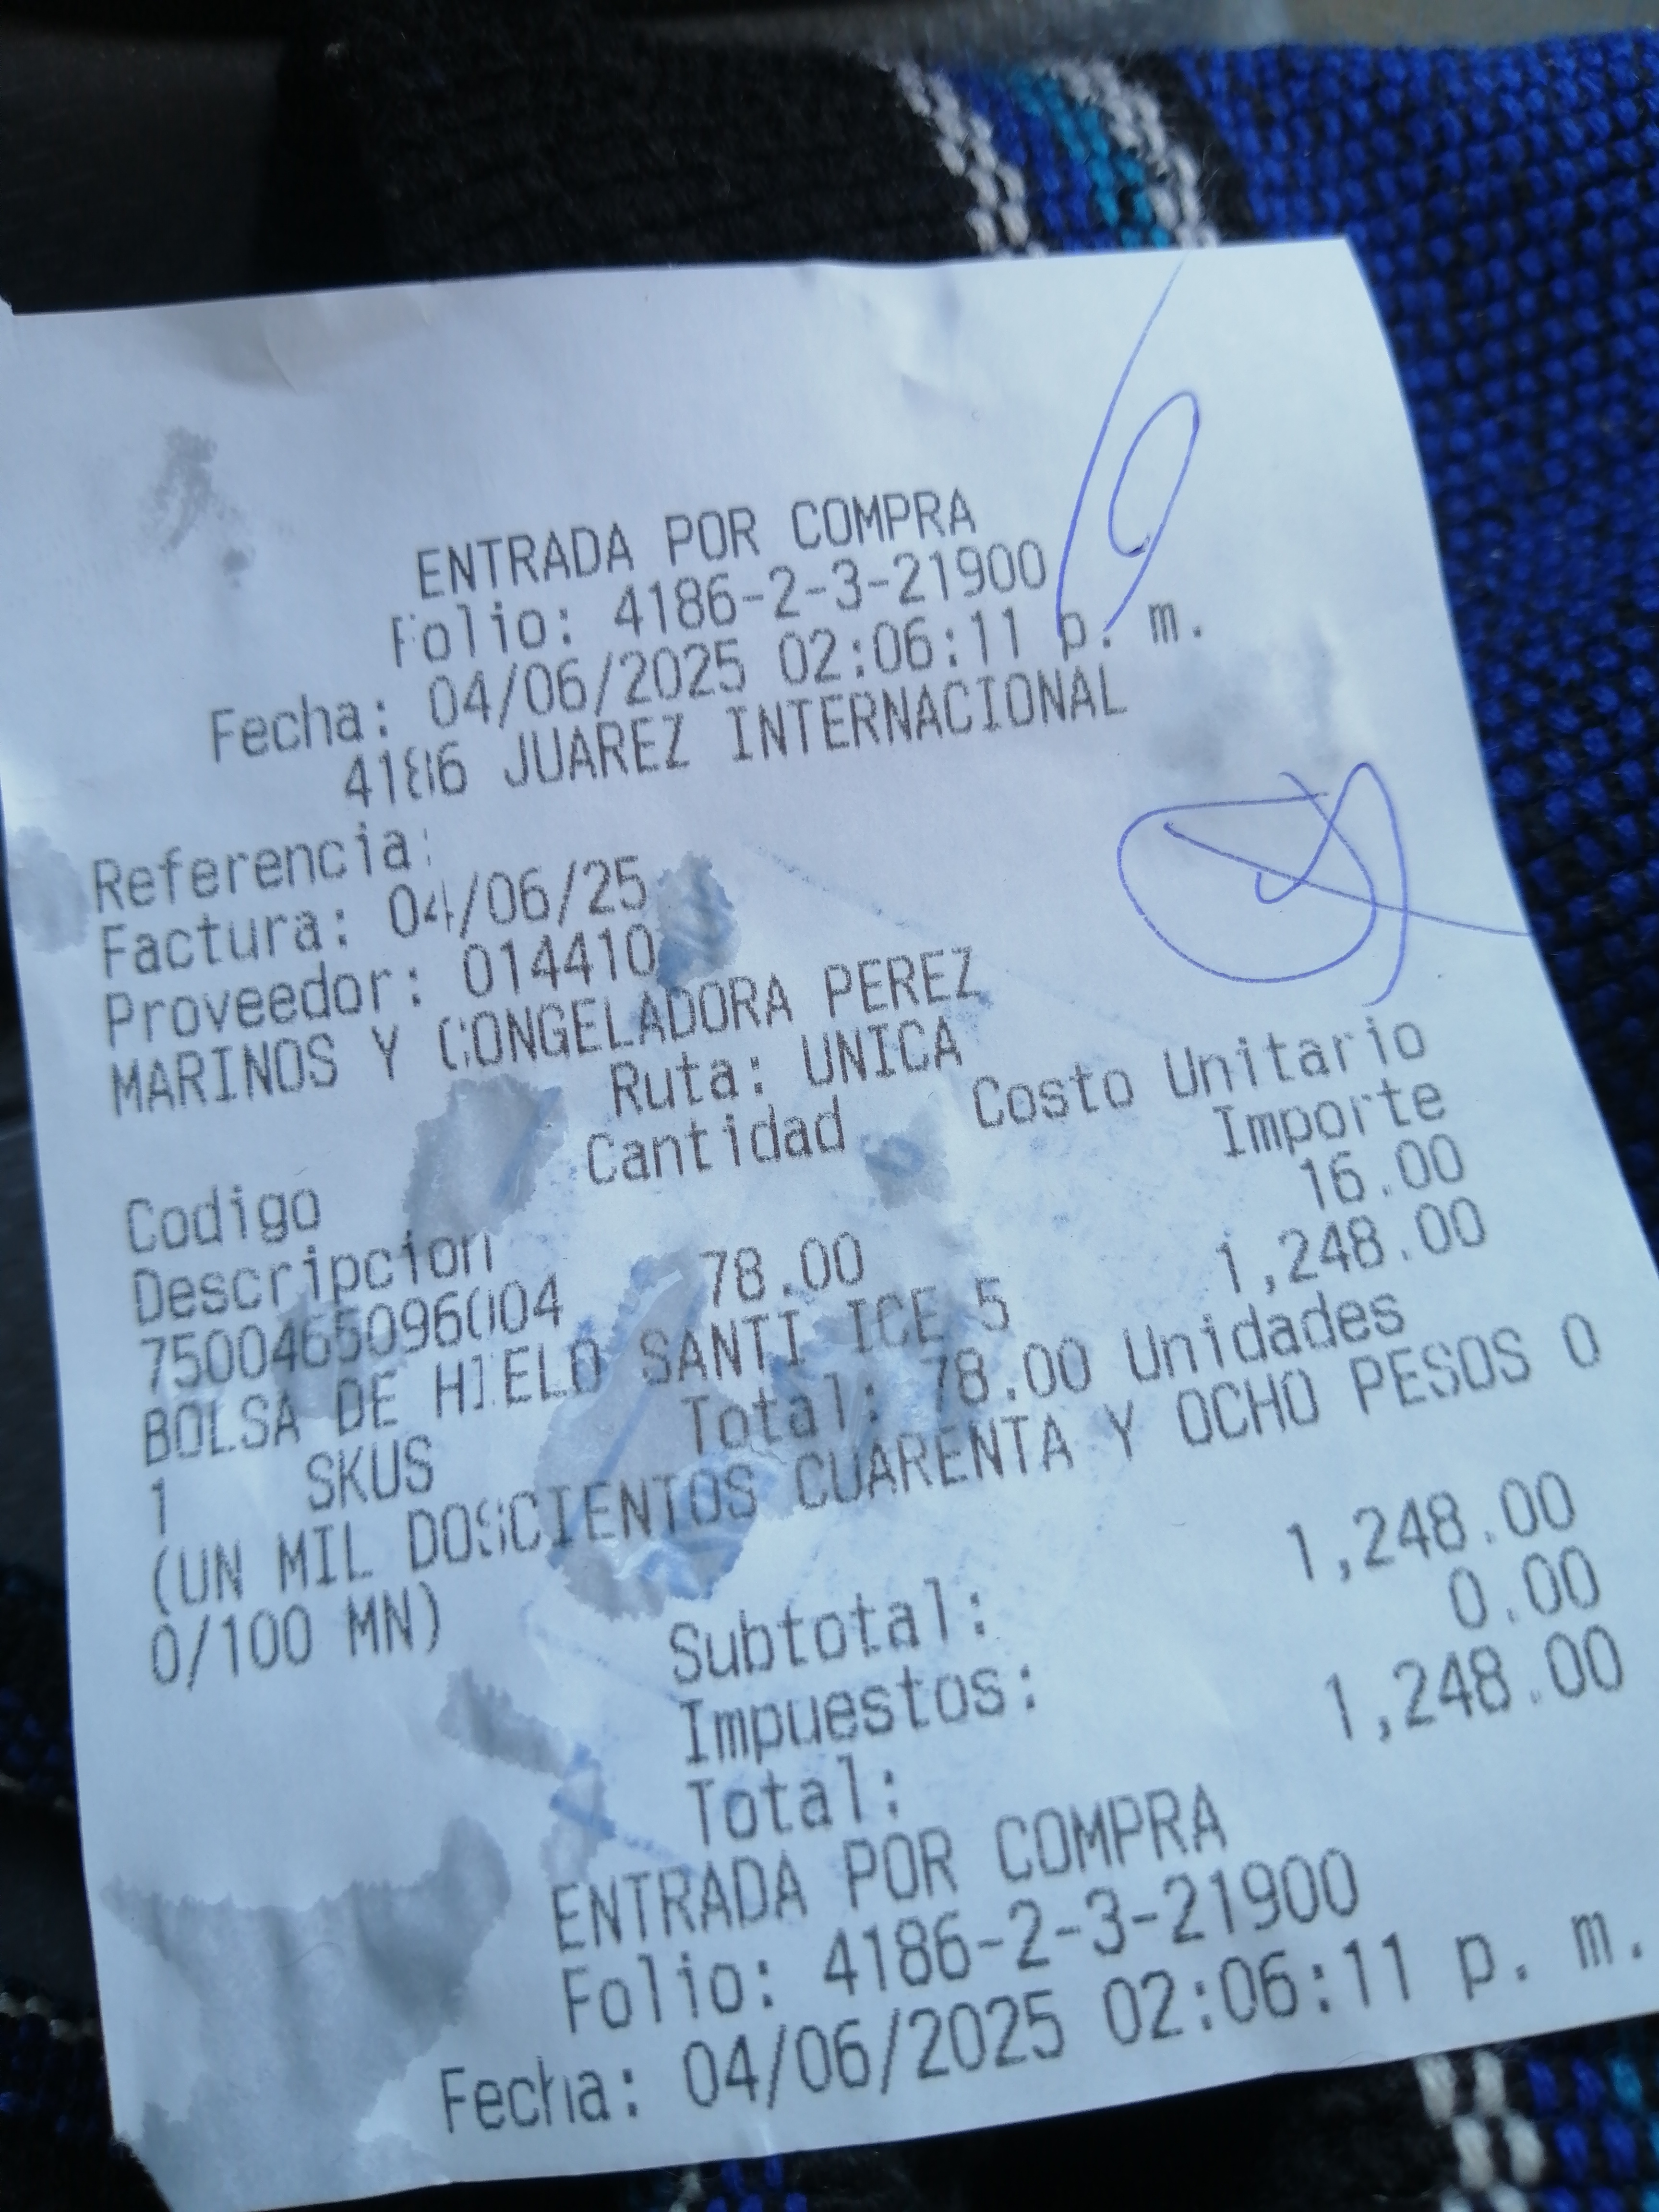 ENTRADA POR COMPRA
Folio: 4186-2-3-21900
Fecha: 04/06/2025 02:06:11 p. m.
4186 JUAREZ INTERNACIONAL
Referencia:
Factura: 04/06/25
Proveedor: 014410
MARINOS Y CONGELADORA PEREZ
Ruta: UNICA
Cantidad Costo Unitario
Codigo Importe
Descripcion 16.00
7500465096004 78.00 1,248.00
BOLSA DE HIELO SANTI ICE 5
1 SKUS Total: 78.00 Unidades
(UN MIL DOSCIENTOS CUARENTA Y OCHO PESOS 0
0/100 MN)
Subtotal: 1,248.00
Impuestos: 0.00
Total: 1,248.00
ENTRADA POR COMPRA
Folio: 4186-2-3-21900
Fecha: 04/06/2025 02:06:11 p. m.